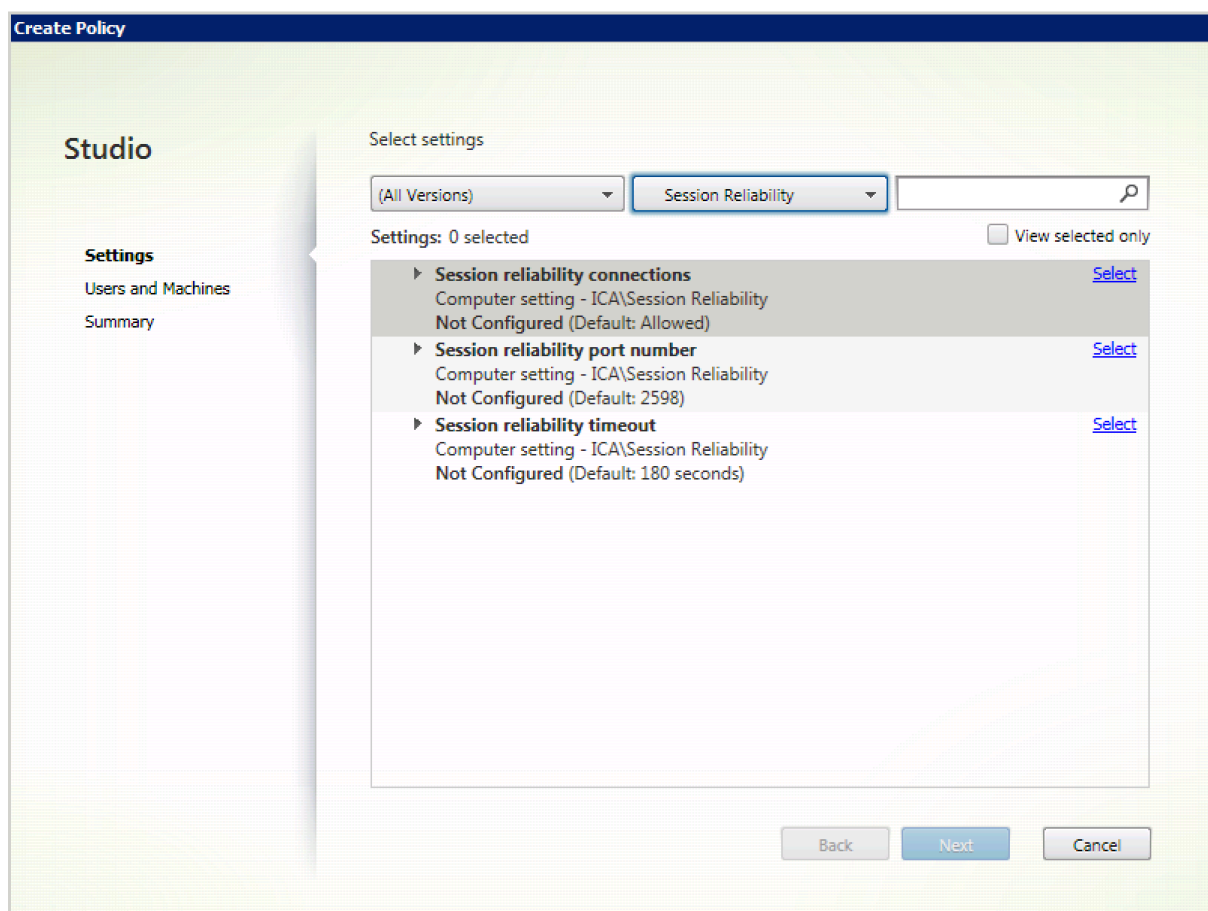 Create Policy
Studio
Settings
Users and Machines
Summary
Select settings
(All Versions)
Session Reliability
Settings: 0 selected
View selected only
Session reliability connections
Select
Computer setting - ICA\Session Reliability
Not Configured (Default: Allowed)
Session reliability port number
Select
Computer setting - ICA\Session Reliability
Not Configured (Default: 2598)
Session reliability timeout
Select
Computer setting - ICA\Session Reliability
Not Configured (Default: 180 seconds)
Back
Next
Cancel